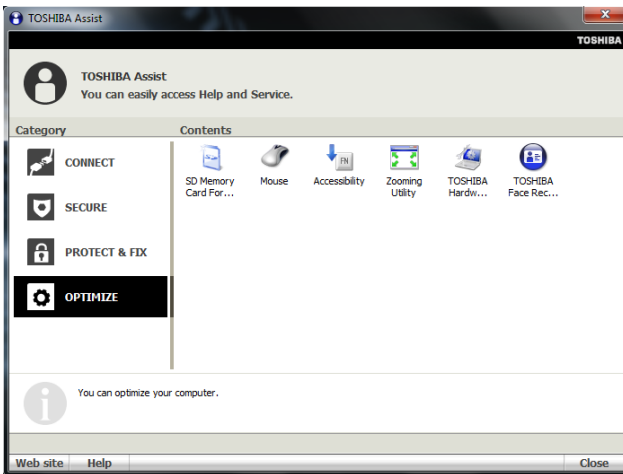 TOSHIBA Assist
TOSHIBA
TOSHIBA Assist
You can easily access Help and Service.
Category
Contents
CONNECT
SECURE
PROTECT & FIX
OPTIMIZE
SD Memory
Card For...
Mouse
Accessibility
FN
Zooming
Utility
TOSHIBA
Hardw...
TOSHIBA
Face Rec...
You can optimize your computer.
Web site
Help
Close